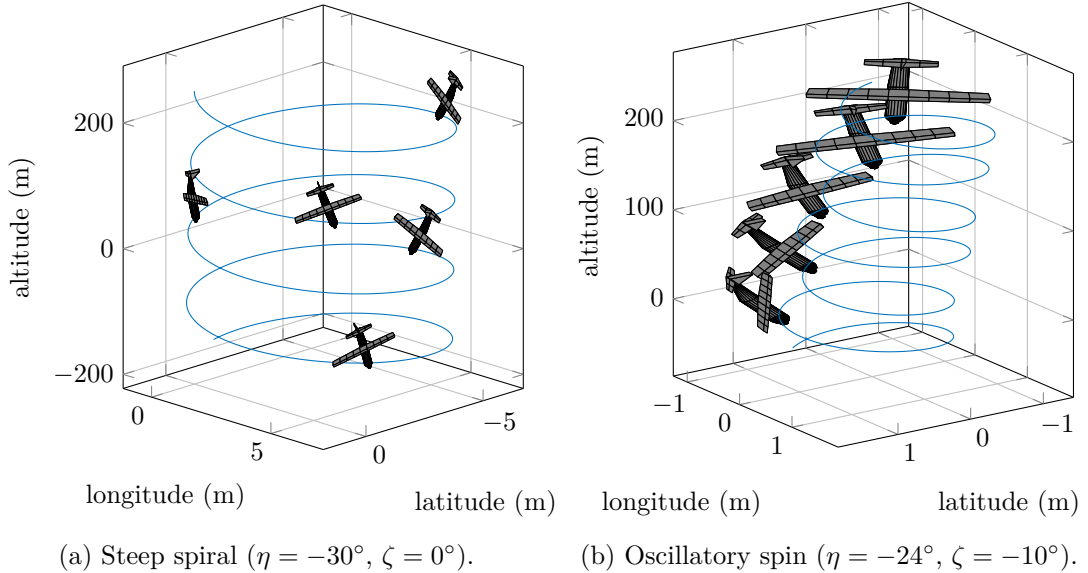 200
0
−200
altitude (m)
0
5
0
−5
longitude (m)
latitude (m)
(a) Steep spiral (η = −30°, ζ = 0°).
200
100
0
altitude (m)
−1
0
1
1
0
−1
longitude (m)
latitude (m)
(b) Oscillatory spin (η = −24°, ζ = −10°).